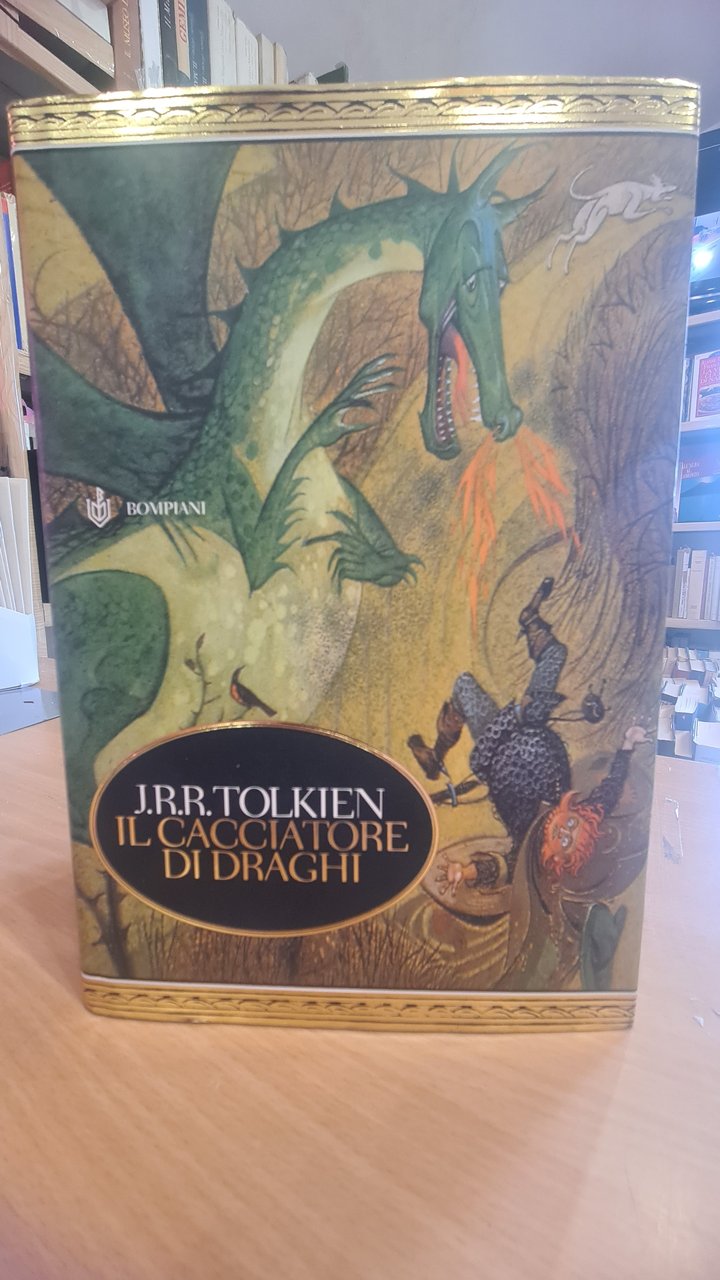 BOMPIANI
J.R.R. TOLKIEN
IL CACCIATORE
DI DRAGHI